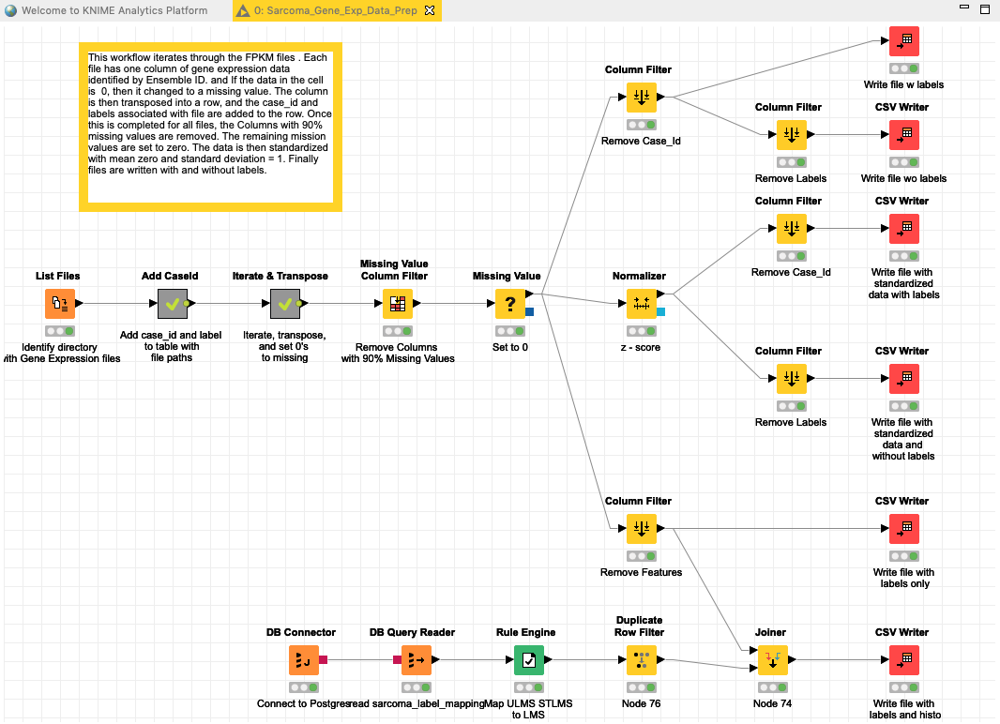 Welcome to KNIME Analytics Platform
0: Sarcoma_Gene_Exp_Data_Prep
This workflow iterates through the FPKM files . Each
file has one column of gene expression data
identified by Ensemble ID. and If the data in the cell
is  0, then it changed to a missing value. The column
is then transposed into a row, and the case_id and
labels associated with file are added to the row. Once
this is completed for all files, the Columns with 90%
missing values are removed. The remaining mission
values are set to zero. The data is then standardized
with mean zero and standard deviation = 1. Finally
files are written with and without labels.
Column Filter
Remove Case_Id
Write file w labels
Column Filter
Remove Labels
CSV Writer
Write file wo labels
List Files
Identify directory
with Gene Expression files
Add CaseId
Add case_id and label
to table with
file paths
Iterate & Transpose
Iterate, transpose,
and set 0's
to missing
Missing Value
Column Filter
Remove Columns
with 90% Missing Values
Missing Value
?
Set to 0
Normalizer
z - score
Column Filter
Remove Case_Id
CSV Writer
Write file with
standardized
data with labels
Column Filter
Remove Labels
CSV Writer
Write file with
standardized
data and
without labels
Column Filter
Remove Features
CSV Writer
Write file with
labels only
DB Connector
J
Connect to Postgres
DB Query Reader
read sarcoma_label_mapping
Rule Engine
Map ULMS STLMS
to LMS
Duplicate
Row Filter
Node 76
Joiner
Node 74
CSV Writer
Write file with
labels and histo